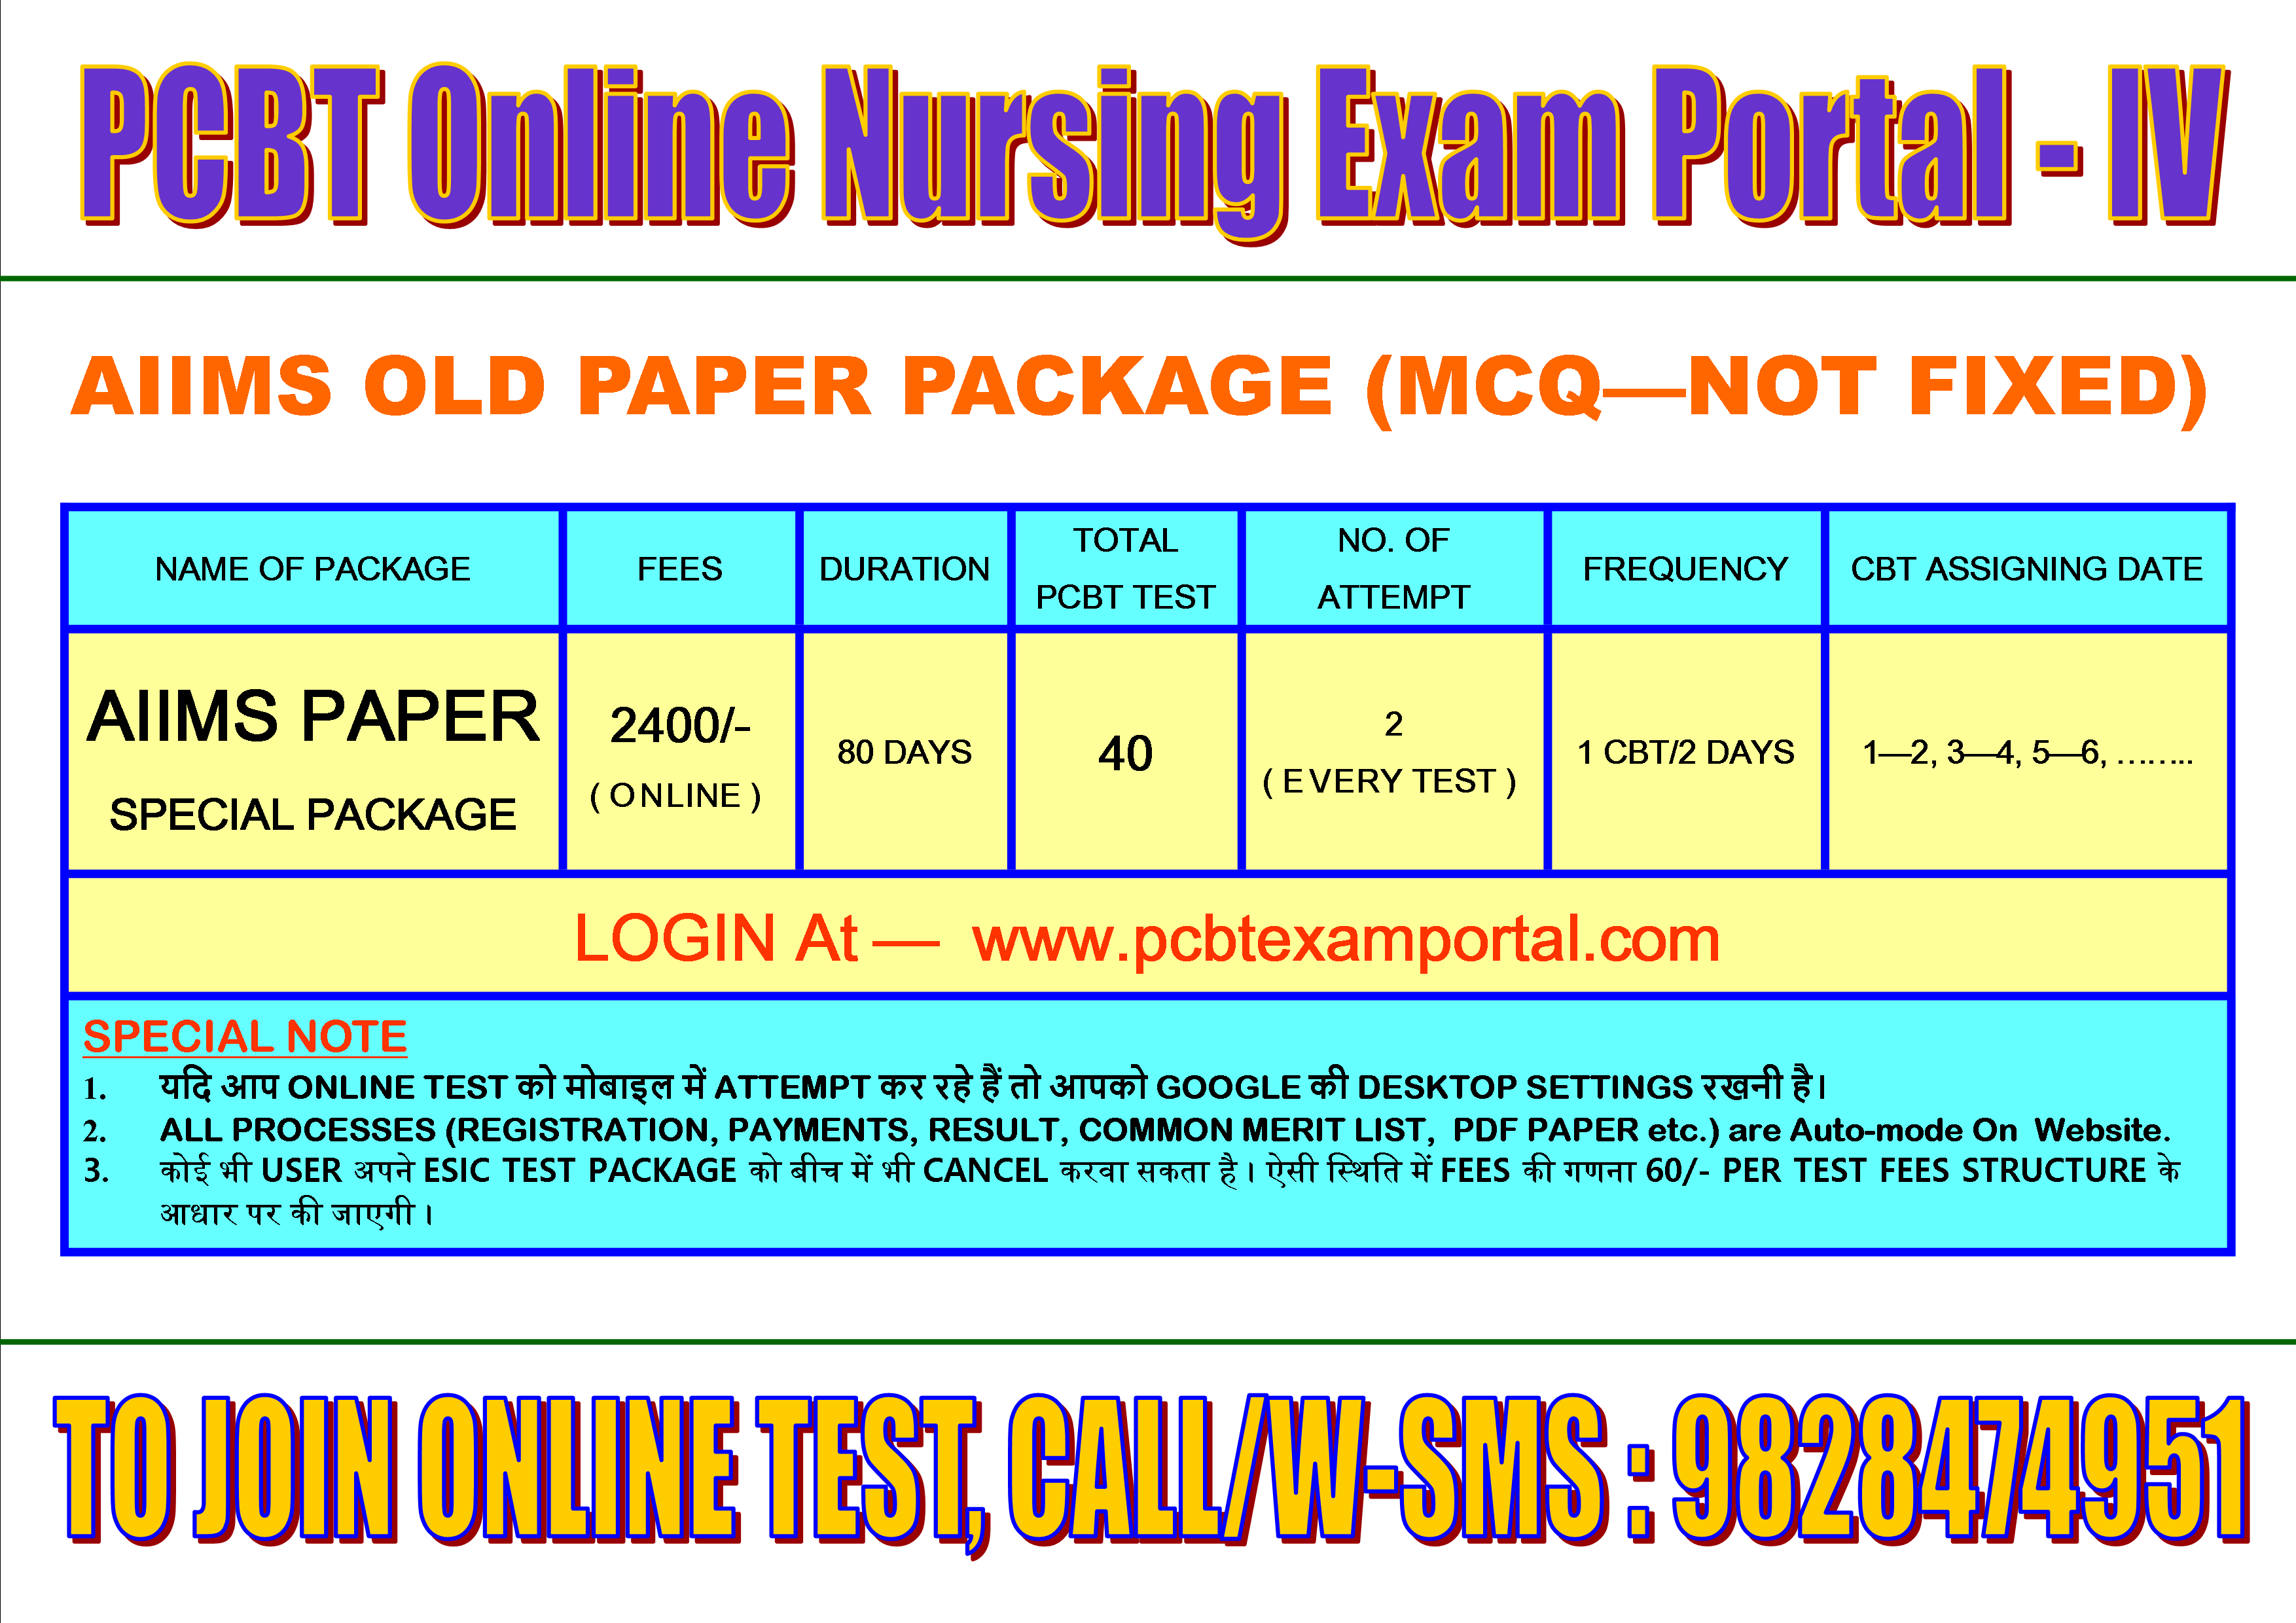 PCBT Online Nursing Exam Portal - IV
AIIMS OLD PAPER PACKAGE (MCQ—NOT FIXED)
NAME OF PACKAGE
FEES
DURATION
TOTAL
PCBT TEST
NO. OF
ATTEMPT
FREQUENCY
CBT ASSIGNING DATE
AIIMS PAPER
SPECIAL PACKAGE
2400/-
( ONLINE )
80 DAYS
40
2
( EVERY TEST )
1 CBT/2 DAYS
1—2, 3—4, 5—6, ……..
LOGIN At — www.pcbtexamportal.com
SPECIAL NOTE
1. यदि आप ONLINE TEST को मोबाइल में ATTEMPT कर रहे हैं तो आपको GOOGLE की DESKTOP SETTINGS रखनी है।
2. ALL PROCESSES (REGISTRATION, PAYMENTS, RESULT, COMMON MERIT LIST, PDF PAPER etc.) are Auto-mode On Website.
3. कोई भी USER अपने ESIC TEST PACKAGE को बीच में भी CANCEL करवा सकता है। ऐसी स्थिति में FEES की गणना 60/- PER TEST FEES STRUCTURE के
आधार पर की जाएगी।
TO JOIN ONLINE TEST, CALL/W-SMS : 9828474951